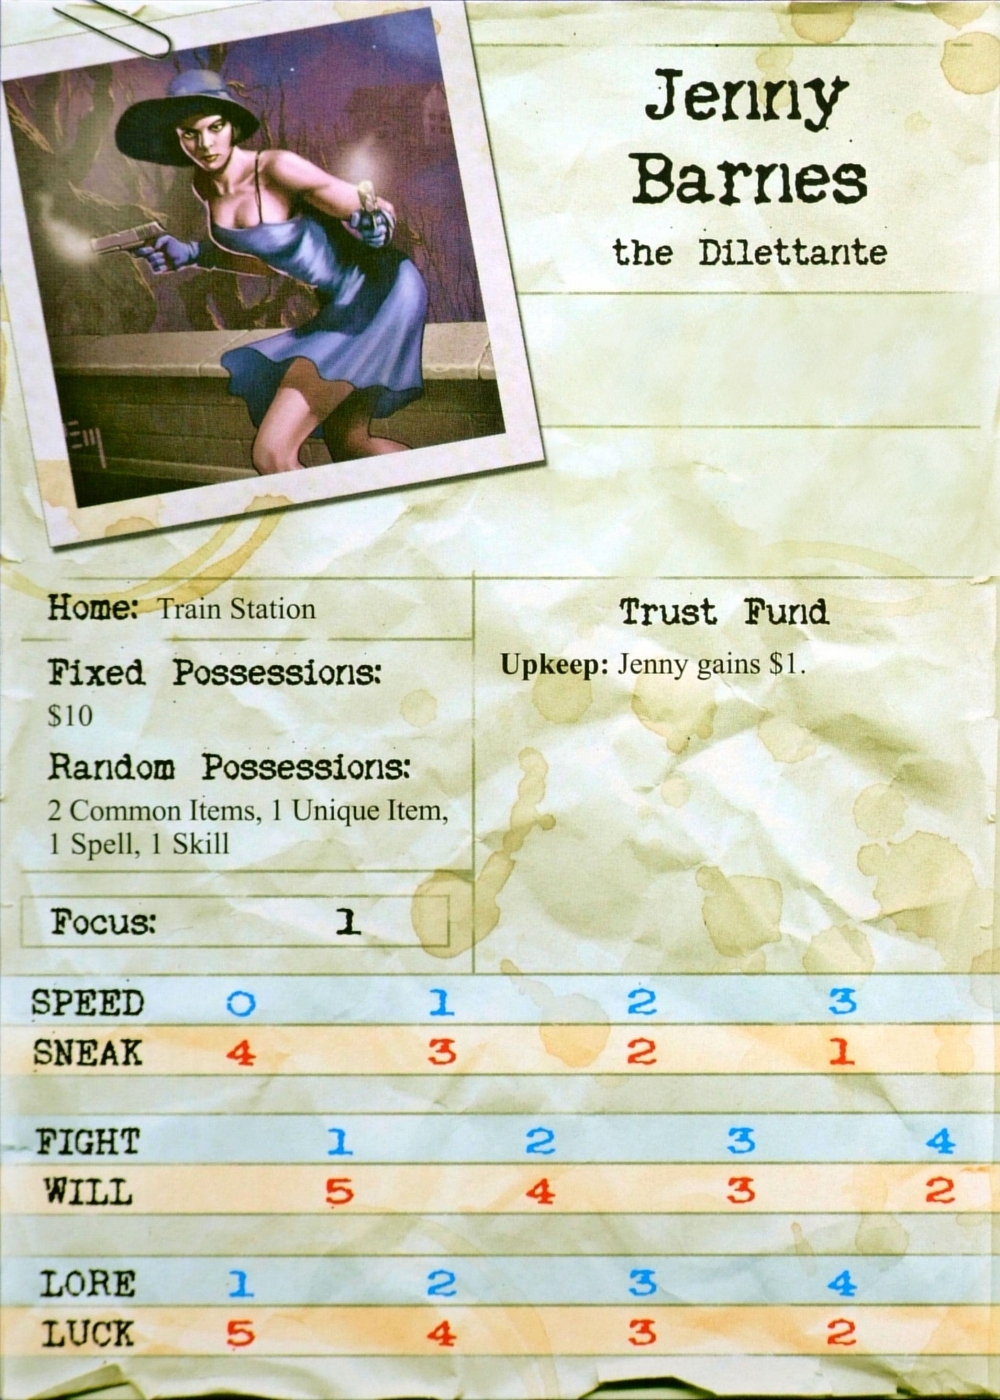 Jenny
Barnes
the Dilettante
Home: Train Station
Fixed Possessions:
$10
Random Possessions:
2 Common Items, 1 Unique Item,
1 Spell, 1 Skill
Focus: 1
Trust Fund
Upkeep: Jenny gains $1.
SPEED 0 1 2 3
SNEAK 4 3 2 1
FIGHT 1 2 3 4
WILL 5 4 3 2
LORE 1 2 3 4
LUCK 5 4 3 2